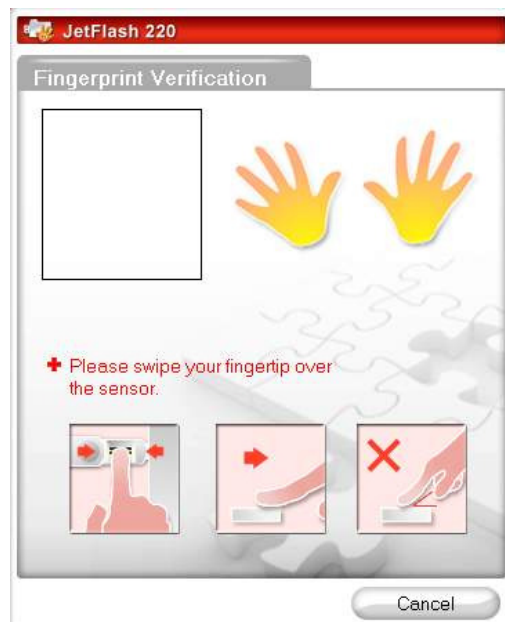 JetFlash 220
Fingerprint Verification
Please swipe your fingertip over
the sensor.
Cancel